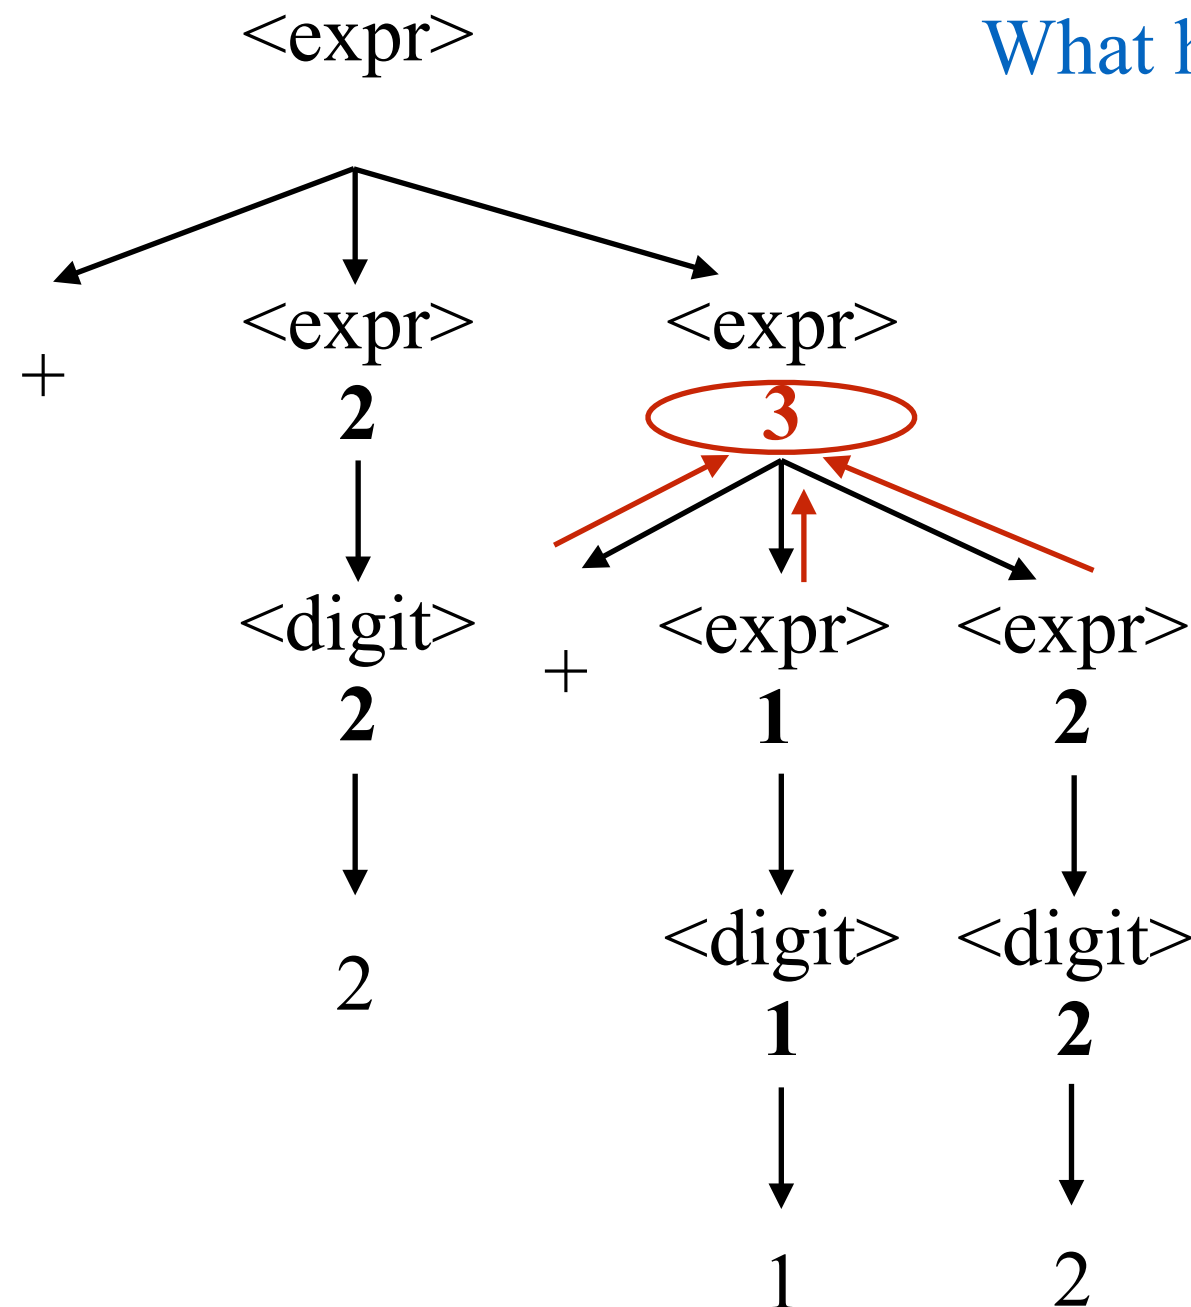 <expr> What
<expr> <expr>
+
2 3
<digit> <expr> <expr>
+
2 1 2
<digit> <digit>
2
1 2
1 2